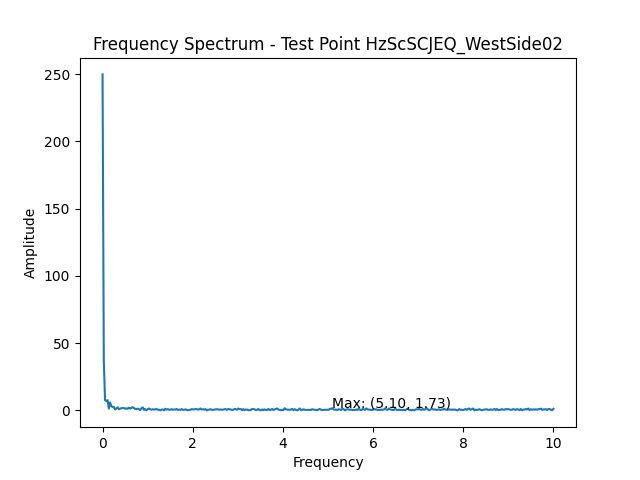 Frequency Spectrum - Test Point HzScSCJEQ_WestSide02
250
200
150
100
50
0
Amplitude
Max: (5.10, 1.73)
0 2 4 6 8 10
Frequency